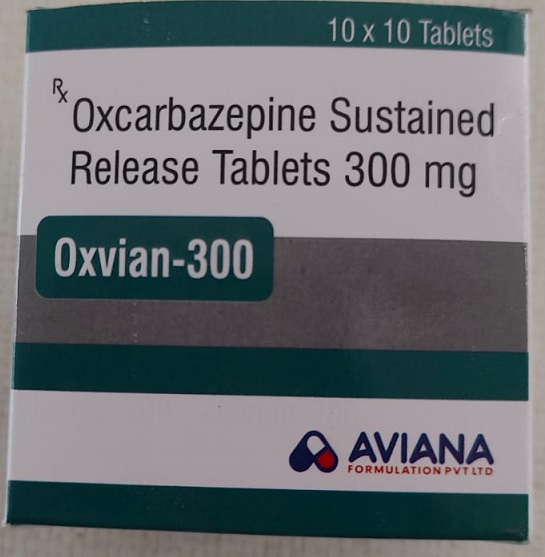 10 x 10 Tablets
Rx Oxcarbazepine Sustained
Release Tablets 300 mg
Oxvian-300
AVIANA
FORMULATION PVT LTD